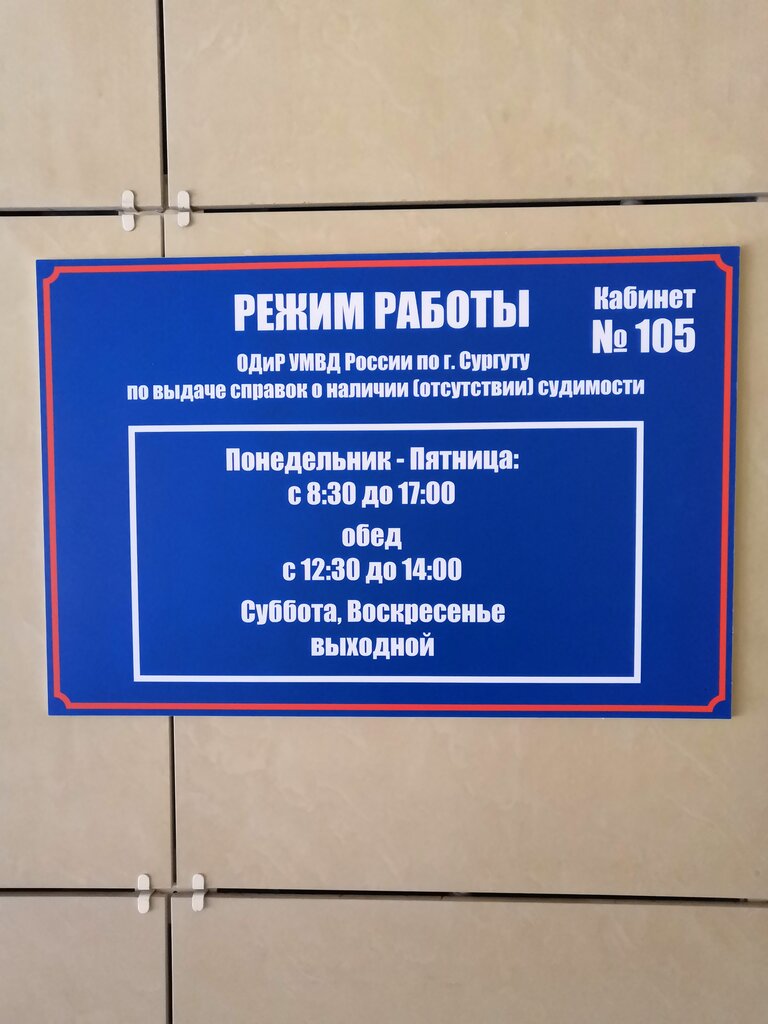 РЕЖИМ РАБОТЫ
Кабинет
№ 105
ОДиР УМВД России по г. Сургуту
по выдаче справок о наличии (отсутствии) судимости
Понедельник - Пятница:
с 8:30 до 17:00
обед
с 12:30 до 14:00
Суббота, Воскресенье
выходной